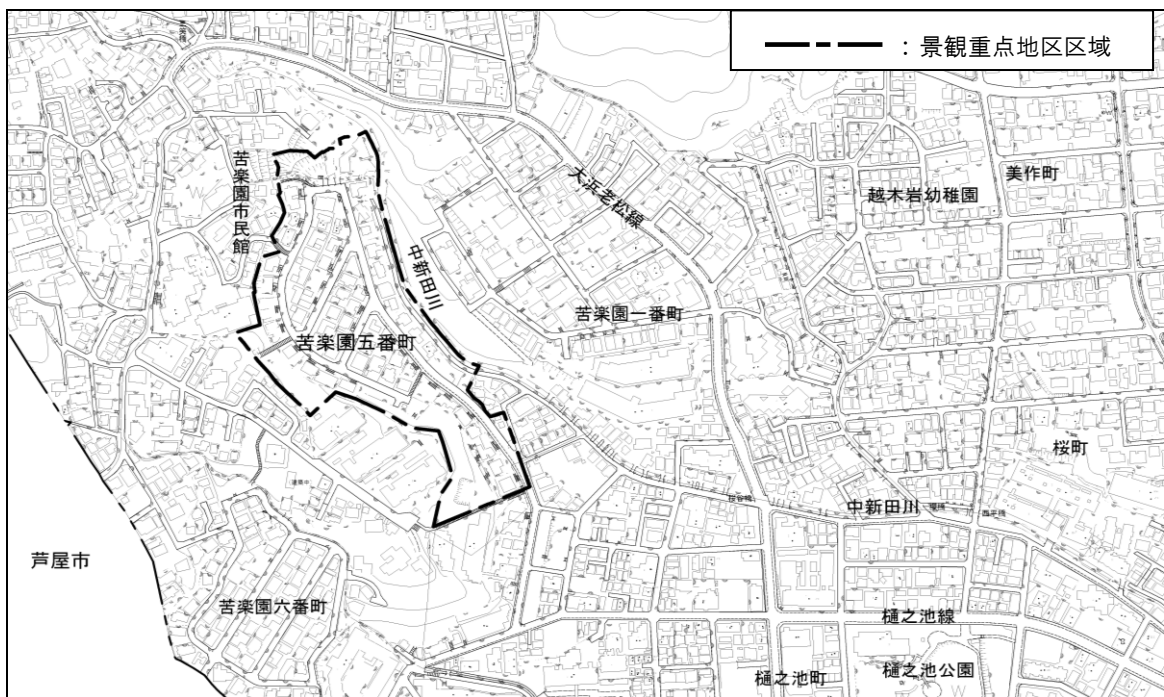 ：景観重点地区区域
美作町
越木岩幼稚園
大浜老松線
苦楽園市民館
中新田川
苦楽園一番町
苦楽園五番町
桜町
中新田川
芦屋市
苦楽園六番町
樋之池線
樋之池町
樋之池公園